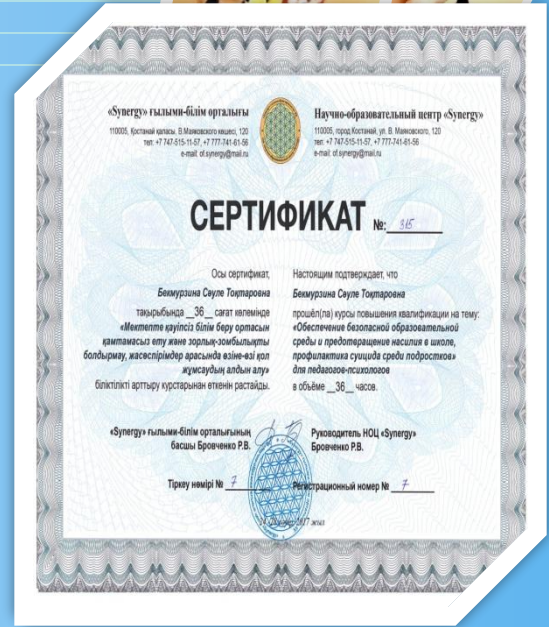 «Synergy» ғылыми-білім орталығы
110005, Қостанай қаласы, В.Маяковского көшесі, 120
тел: +7 747-515-11-57, +7 777-741-61-56
e-mail: of.synergy@mail.ru
Научно-образовательный центр «Synergy»
110005, город Костанай, ул. В. Маяковского, 120
тел: +7 747-515-11-57, +7 777-741-61-56
e-mail: of.synergy@mail.ru
СЕРТИФИКАТ №: 315
Осы сертификат,
Бекмурзина Сәуле Тоқтаровна
тақырыбында __36__ сағат көлемінде
«Мектепте қауіпсіз білім беру ортасын
қамтамасыз ету және зорлық-зомбылықты
болдырмау, жасөспірімдер арасында өзіне-өзі қол
жұмсаудың алдын алу»
біліктілікті арттыру курстарынан өткенін растайды.
Настоящим подтверждает, что
Бекмурзина Сәуле Тоқтаровна
прошёл(ла) курсы повышения квалификации на тему:
«Обеспечение безопасной образовательной
среды и предотвращение насилия в школе,
профилактика суицида среди подростков»
для педагогов-психологов
в объёме __36__ часов.
«Synergy» ғылыми-білім орталығының
басшы Бровченко Р.В.
Руководитель НОЦ «Synergy»
Бровченко Р.В.
Тіркеу нөмірі № 7
Регистрационный номер № 7
2017 жыл